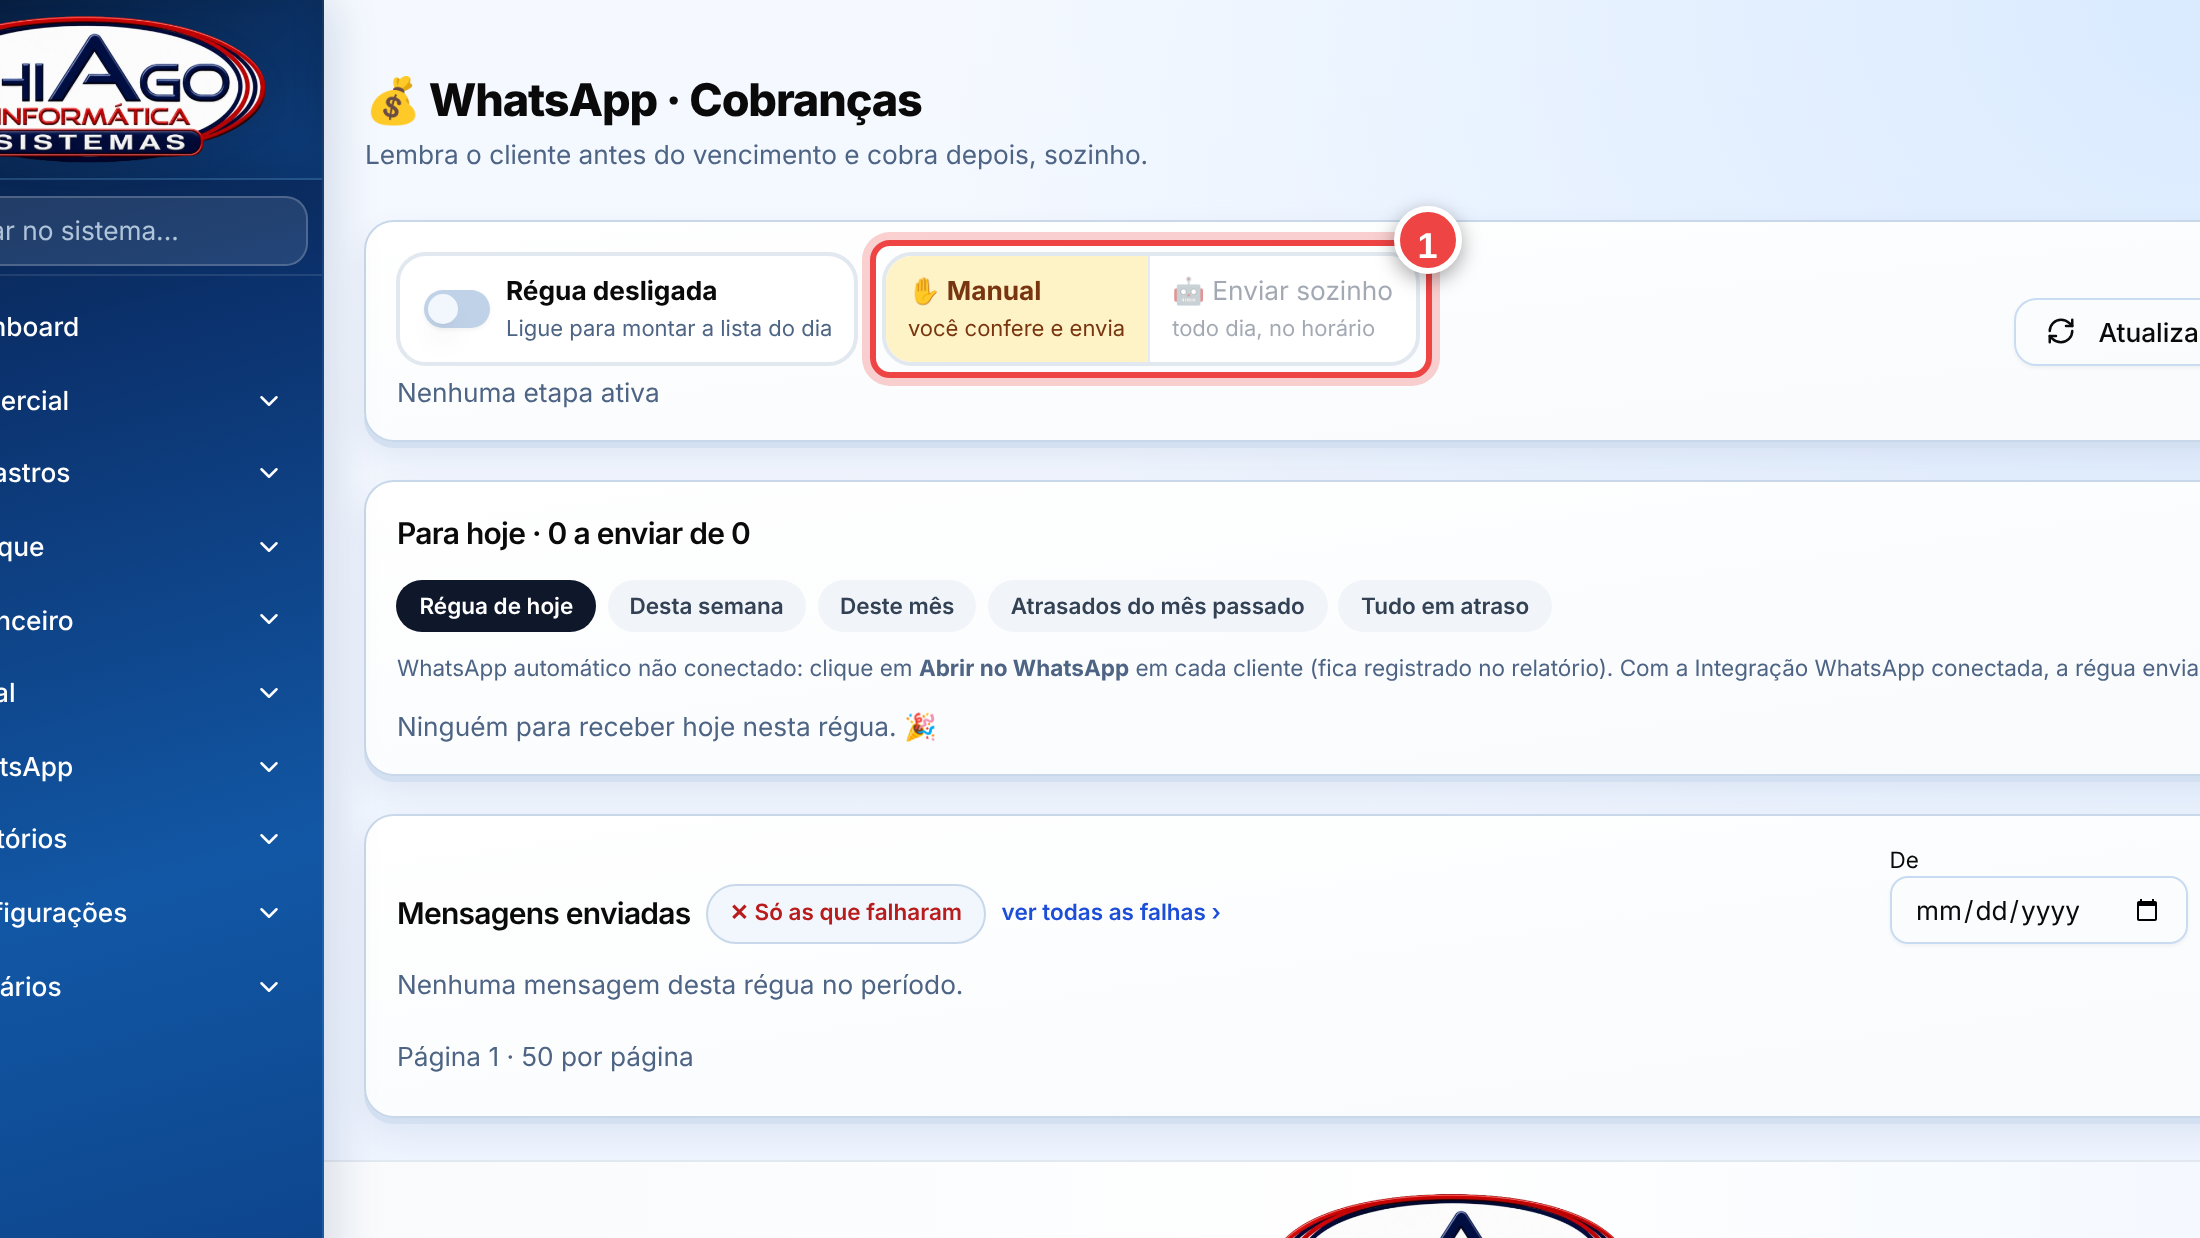 HIAGO
INFORMÁTICA
SISTEMAS
ar no sistema...
nboard
ercial
astros
que
nceiro
al
tsApp
tórios
figurações
ários
💰 WhatsApp · Cobranças
Lembra o cliente antes do vencimento e cobra depois, sozinho.
Régua desligada
Ligue para montar a lista do dia
✋ Manual
você confere e envia
🤖 Enviar sozinho
todo dia, no horário
1
Atualiza
Nenhuma etapa ativa
Para hoje · 0 a enviar de 0
Régua de hoje Desta semana Deste mês Atrasados do mês passado Tudo em atraso
WhatsApp automático não conectado: clique em Abrir no WhatsApp em cada cliente (fica registrado no relatório). Com a Integração WhatsApp conectada, a régua envia
Ninguém para receber hoje nesta régua. 🎉
De
Mensagens enviadas ✕ Só as que falharam ver todas as falhas › mm/dd/yyyy
Nenhuma mensagem desta régua no período.
Página 1 · 50 por página